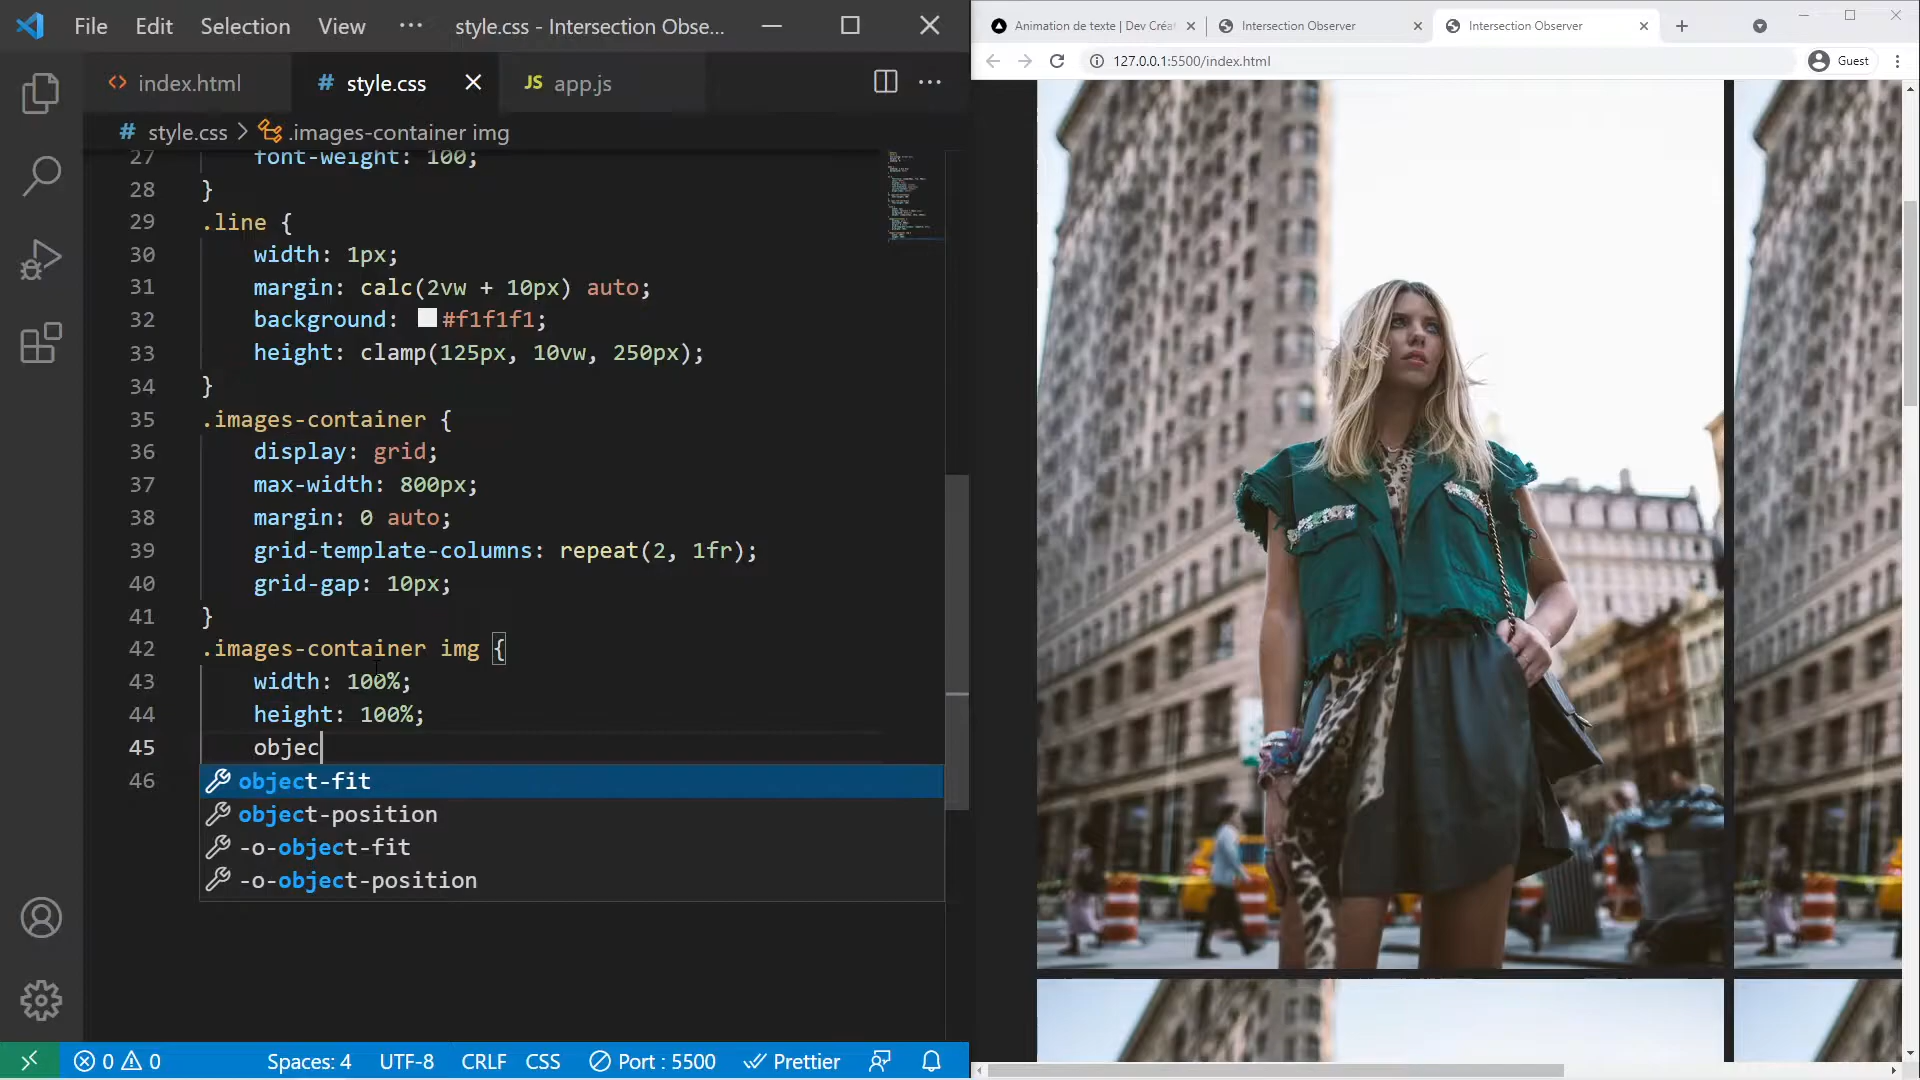 File Edit Selection View ··· style.css - Intersection Obse...
<> index.html # style.css JS app.js
# style.css > .images-container img
27 font-weight: 100;
28 }
29 .line {
30 width: 1px;
31 margin: calc(2vw + 10px) auto;
32 background: #f1f1f1;
33 height: clamp(125px, 10vw, 250px);
34 }
35 .images-container {
36 display: grid;
37 max-width: 800px;
38 margin: 0 auto;
39 grid-template-columns: repeat(2, 1fr);
40 grid-gap: 10px;
41 }
42 .images-container img {
43 width: 100%;
44 height: 100%;
45 objec
object-fit
46
object-position
-o-object-fit
-o-object-position
0 0 Spaces: 4 UTF-8 CRLF CSS Port : 5500 Prettier
Animation de texte | Dev Créa Intersection Observer Intersection Observer
127.0.0.1:5500/index.html Guest